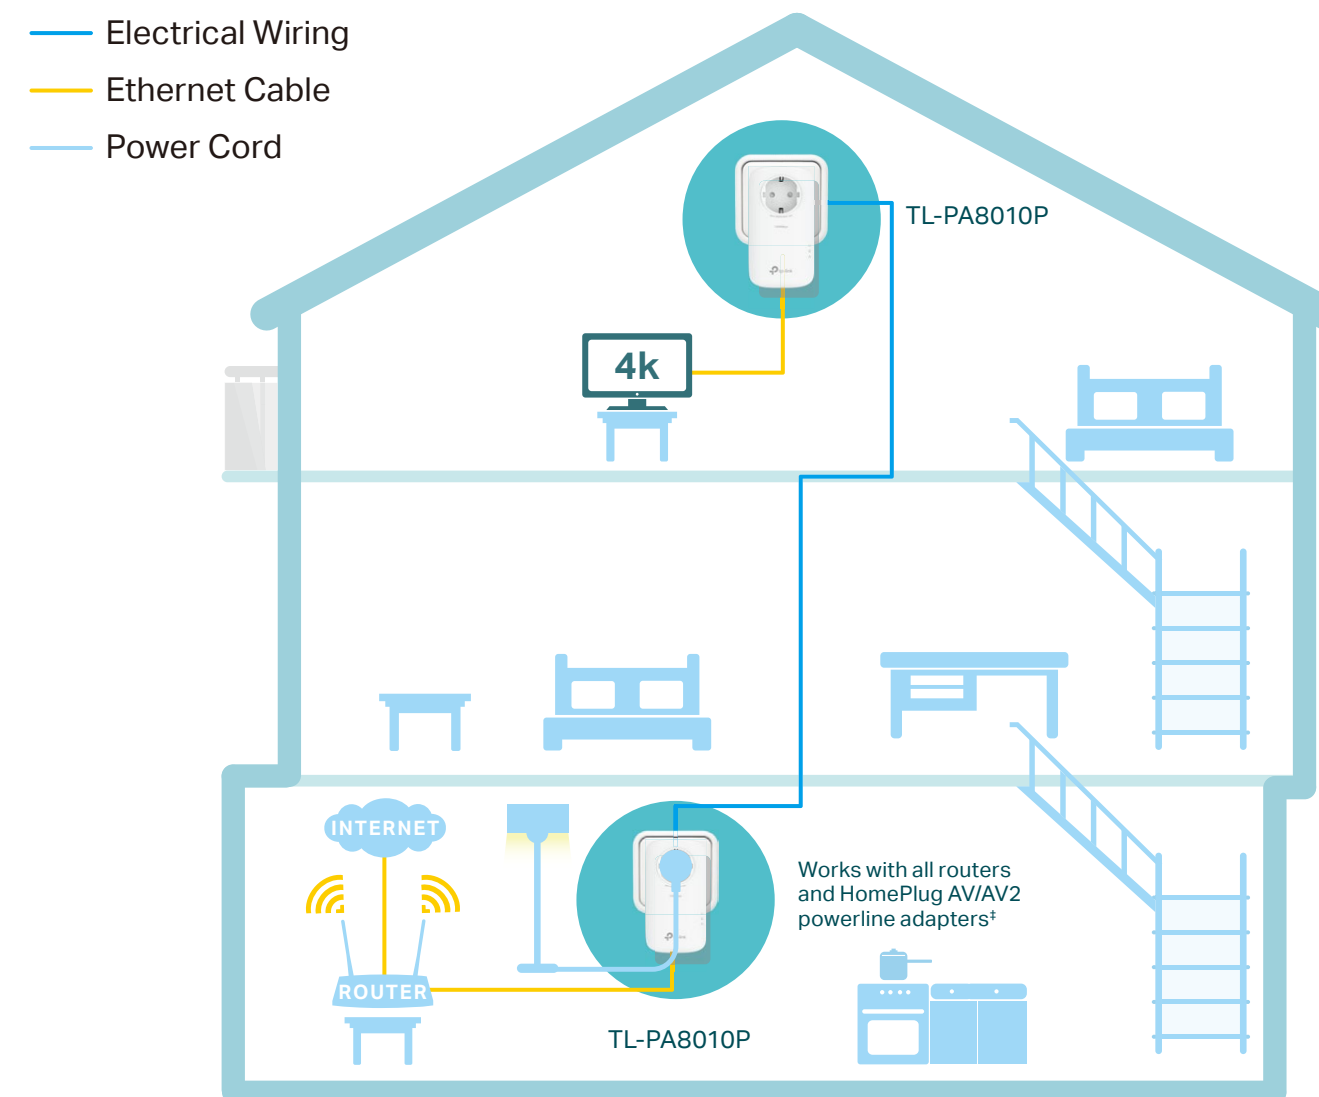 Electrical Wiring
Ethernet Cable
Power Cord
TL-PA8010P
4k
INTERNET
Works with all routers
and HomePlug AV/AV2
powerline adapters‡
ROUTER
TL-PA8010P